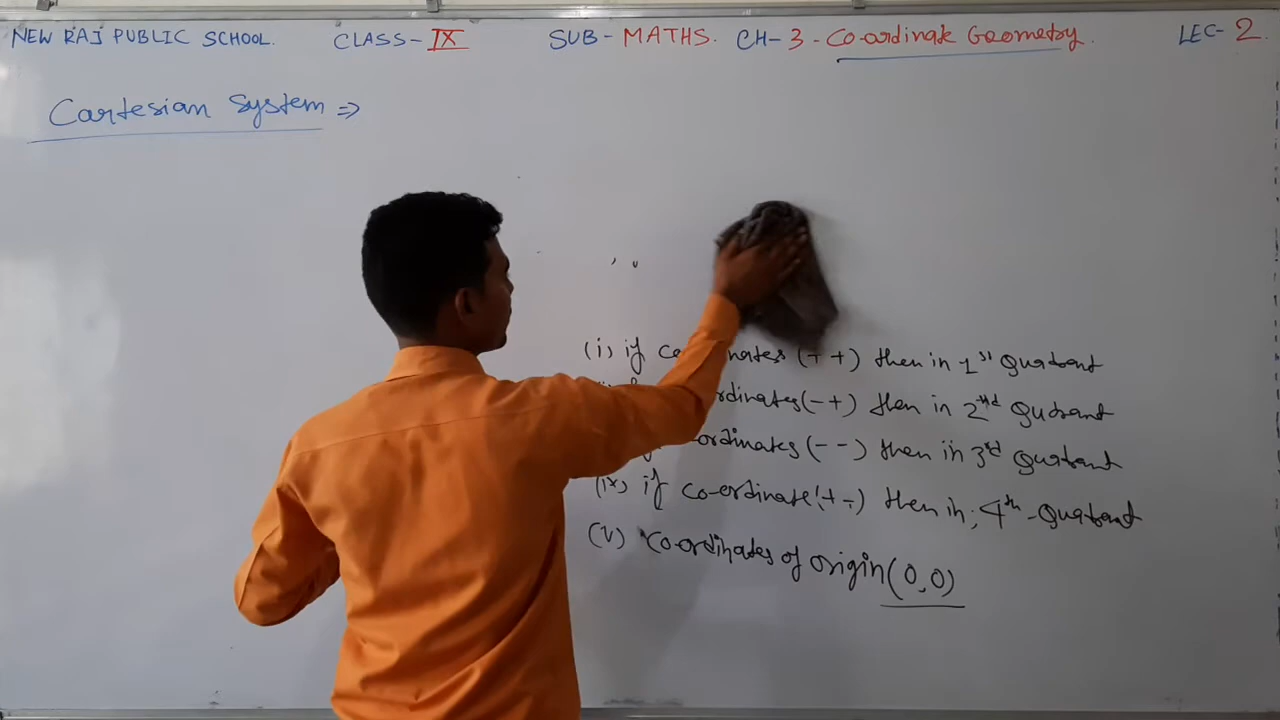 NEW RAJ PUBLIC SCHOOL. CLASS- IX SUB- MATHS. CH- 3 - Co-ordinate Geometry. LEC- 2.
Cartesian System ⇒
(i) if co nates (+ +) then in 1st Quadrant
rdinates (- +) then in 2nd Qudrant
ordinates (- -) then in 3rd Quadrant
(iv) if co-ordinate (+ -) then in 4th Quadrant
(v) Co-ordinates of origin (0,0)